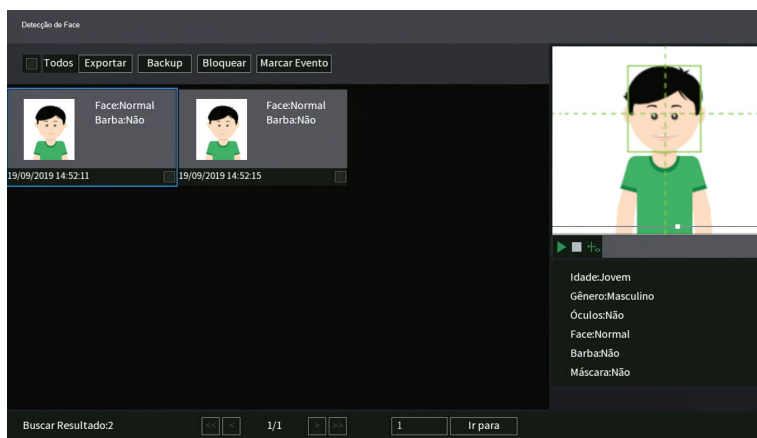 Detecção de Face
Todos Exportar Backup Bloquear Marcar Evento
Face:Normal
Barba:Não
19/09/2019 14:52:11
Face:Normal
Barba:Não
19/09/2019 14:52:15
Idade:Jovem
Gênero:Masculino
Óculos:Não
Face:Normal
Barba:Não
Máscara:Não
Buscar Resultado:2 << < 1/1 > >> 1 Ir para